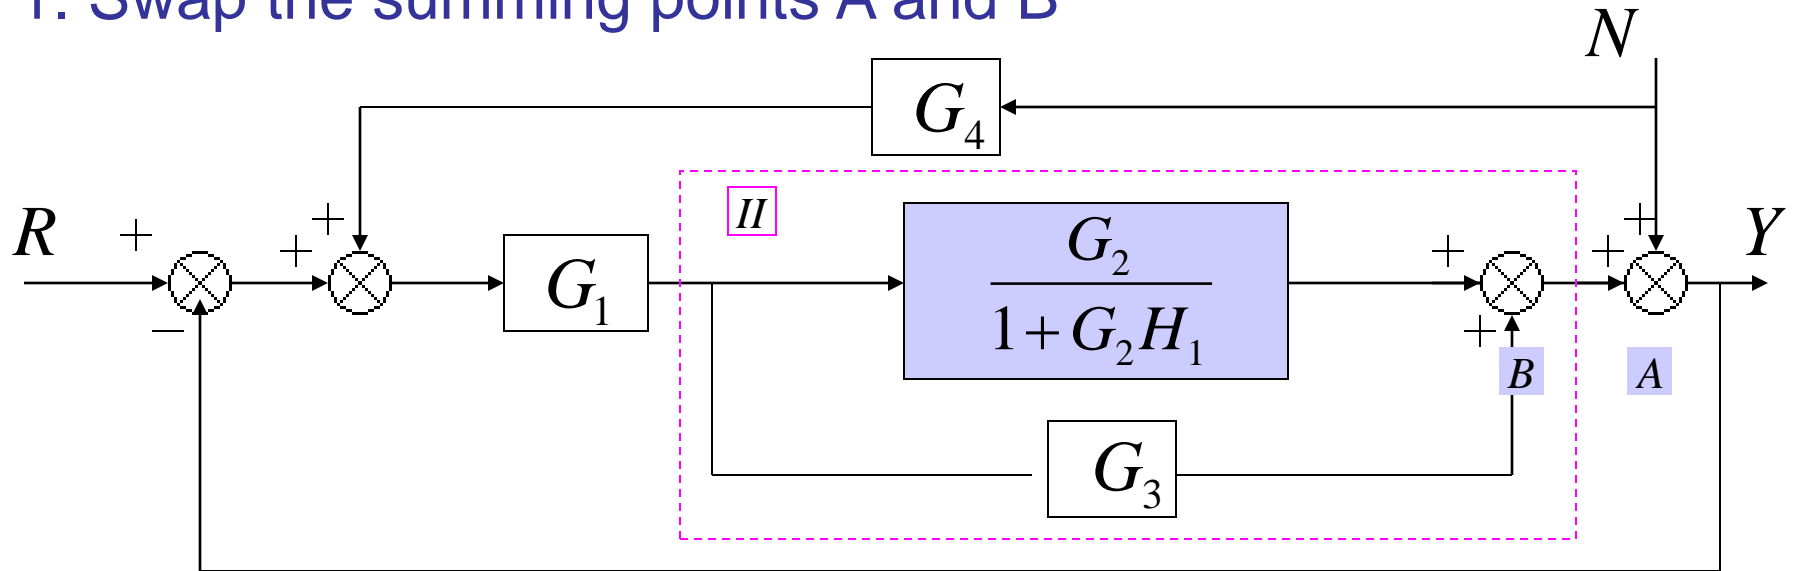 1. Swap the summing points A and B
N
G₄
II
R
+
+
+
G₁
G₂
1+G₂H₁
+
+
+
+
Y
−
B
A
G₃